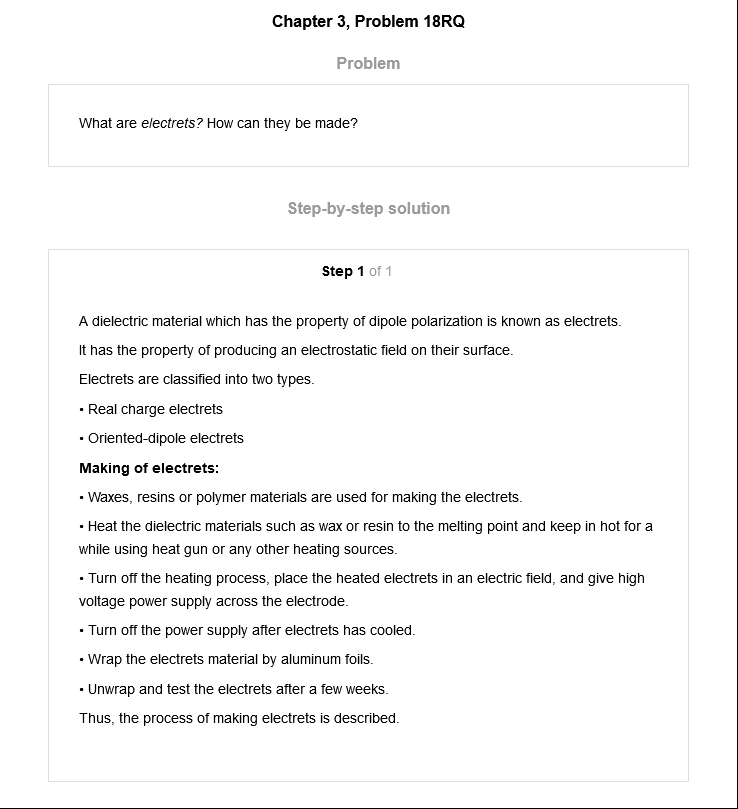 Chapter 3, Problem 18RQ
Problem
What are electrets? How can they be made?
Step-by-step solution
Step 1 of 1
A dielectric material which has the property of dipole polarization is known as electrets.
It has the property of producing an electrostatic field on their surface.
Electrets are classified into two types.
• Real charge electrets
• Oriented-dipole electrets
Making of electrets:
• Waxes, resins or polymer materials are used for making the electrets.
• Heat the dielectric materials such as wax or resin to the melting point and keep in hot for a
while using heat gun or any other heating sources.
• Turn off the heating process, place the heated electrets in an electric field, and give high
voltage power supply across the electrode.
• Turn off the power supply after electrets has cooled.
• Wrap the electrets material by aluminum foils.
• Unwrap and test the electrets after a few weeks.
Thus, the process of making electrets is described.